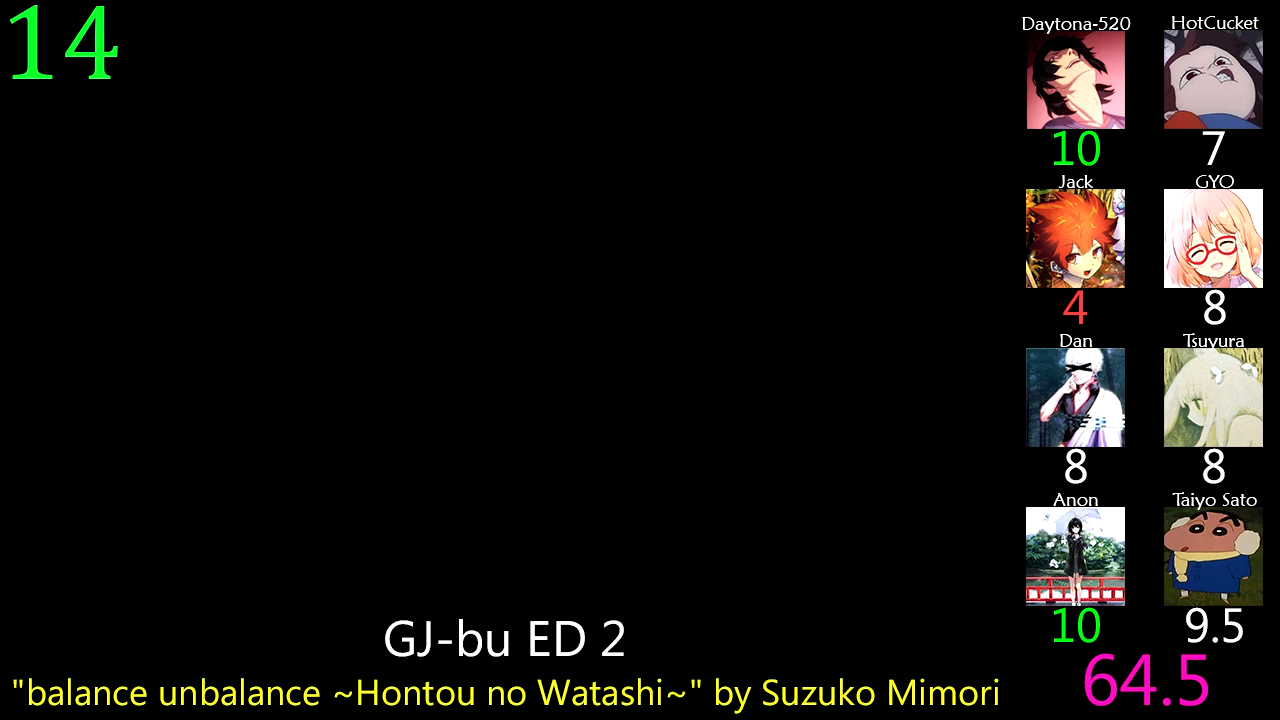 14
Daytona-520 HotCucket
10 7
Jack GYO
4 8
Dan Tsuyura
8 8
Anon Taiyo Sato
10 9.5
GJ-bu ED 2
64.5
"balance unbalance ~Hontou no Watashi~" by Suzuko Mimori